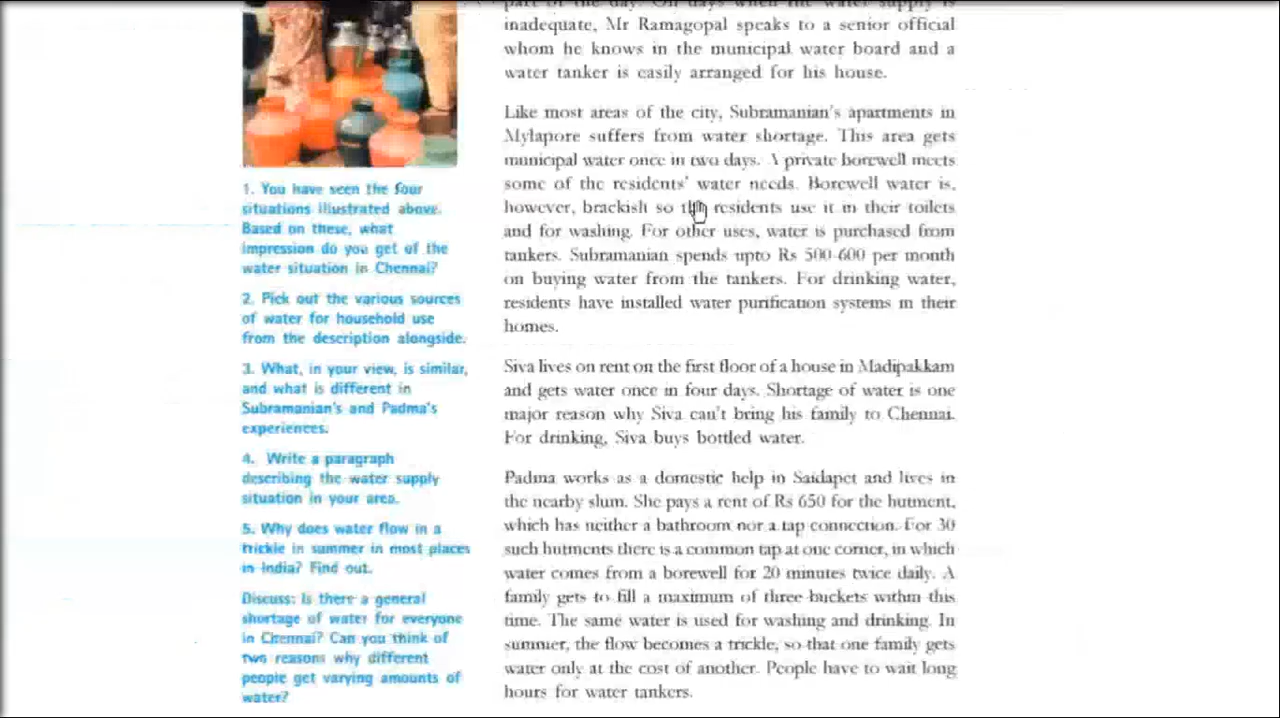 part of the day. On days when the water supply is
inadequate, Mr Ramagopal speaks to a senior official
whom he knows in the municipal water board and a
water tanker is easily arranged for his house.
Like most areas of the city, Subramanian's apartments in
Mylapore suffers from water shortage. This area gets
municipal water once in two days. A private borewell meets
some of the residents' water needs. Borewell water is,
however, brackish so the residents use it in their toilets
and for washing. For other uses, water is purchased from
tankers. Subramanian spends upto Rs 500-600 per month
on buying water from the tankers. For drinking water,
residents have installed water purification systems in their
homes.
Siva lives on rent on the first floor of a house in Madipakkam
and gets water once in four days. Shortage of water is one
major reason why Siva can't bring his family to Chennai.
For drinking, Siva buys bottled water.
Padma works as a domestic help in Saidapet and lives in
the nearby slum. She pays a rent of Rs 650 for the hutment,
which has neither a bathroom nor a tap connection. For 30
such hutments there is a common tap at one corner, in which
water comes from a borewell for 20 minutes twice daily. A
family gets to fill a maximum of three buckets within this
time. The same water is used for washing and drinking. In
summer, the flow becomes a trickle, so that one family gets
water only at the cost of another. People have to wait long
hours for water tankers.
1. You have seen the four
situations illustrated above.
Based on these, what
impression do you get of the
water situation in Chennai?
2. Pick out the various sources
of water for household use
from the description alongside.
3. What, in your view, is similar,
and what is different in
Subramanian's and Padma's
experiences.
4. Write a paragraph
describing the water supply
situation in your area.
5. Why does water flow in a
trickle in summer in most places
in India? Find out.
Discuss: Is there a general
shortage of water for everyone
in Chennai? Can you think of
two reasons why different
people get varying amounts of
water?